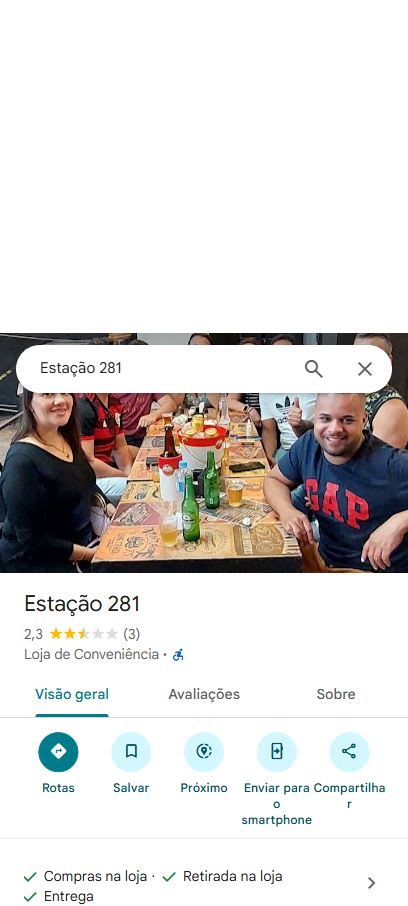 Estação 281
GAP
Estação 281
2,3 (3)
Loja de Conveniência ·
Visão geral
Avaliações
Sobre
Rotas
Salvar
Próximo
Enviar para
o
smartphone
Compartilha
r
Compras na loja · Retirada na loja
Entrega